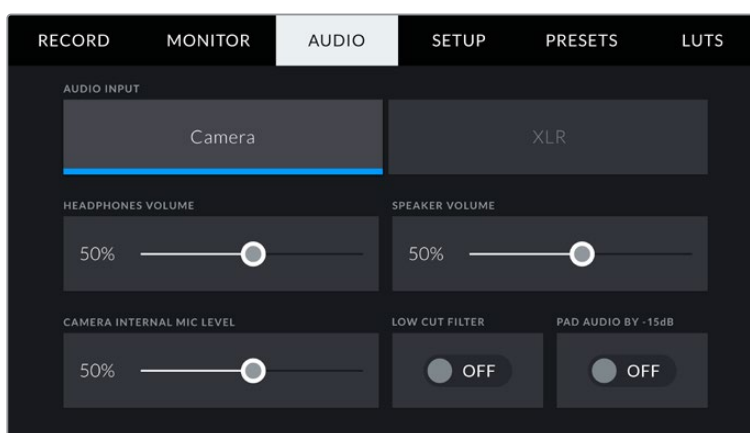 RECORD MONITOR AUDIO SETUP PRESETS LUTS
AUDIO INPUT
Camera XLR
HEADPHONES VOLUME SPEAKER VOLUME
50% 50%
CAMERA INTERNAL MIC LEVEL LOW CUT FILTER PAD AUDIO BY -15dB
50% OFF OFF